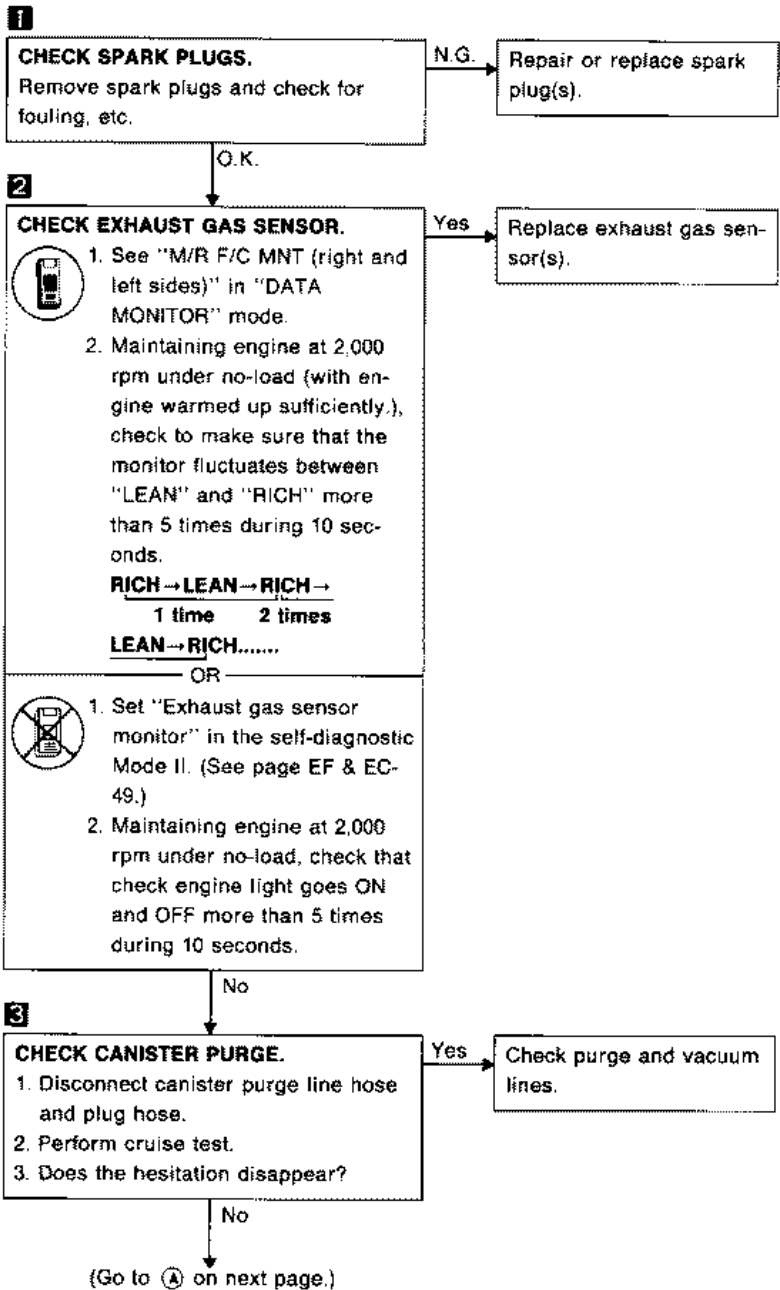 1
CHECK SPARK PLUGS.
Remove spark plugs and check for
fouling, etc.
N.G.
Repair or replace spark
plug(s).
O.K.
2
CHECK EXHAUST GAS SENSOR.
1. See "M/R F/C MNT (right and
left sides)" in "DATA
MONITOR" mode.
2. Maintaining engine at 2,000
rpm under no-load (with en-
gine warmed up sufficiently.),
check to make sure that the
monitor fluctuates between
"LEAN" and "RICH" more
than 5 times during 10 sec-
onds.
RICH→LEAN→RICH→
1 time 2 times
LEAN→RICH.......
Yes
Replace exhaust gas sen-
sor(s).
OR
1. Set "Exhaust gas sensor
monitor" in the self-diagnostic
Mode II. (See page EF & EC-
49.)
2. Maintaining engine at 2,000
rpm under no-load, check that
check engine light goes ON
and OFF more than 5 times
during 10 seconds.
No
3
CHECK CANISTER PURGE.
1. Disconnect canister purge line hose
and plug hose.
2. Perform cruise test.
3. Does the hesitation disappear?
Yes
Check purge and vacuum
lines.
No
(Go to Ⓐ on next page.)